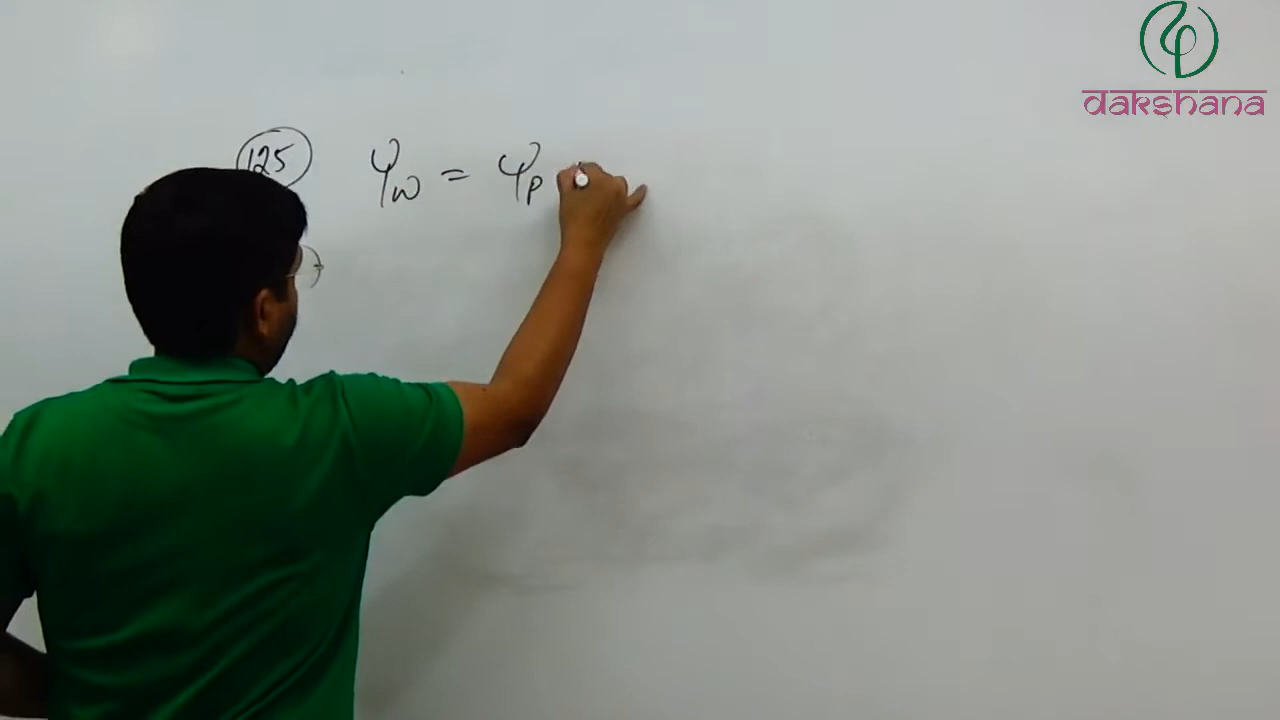 dakshana
125 Ψw = Ψp